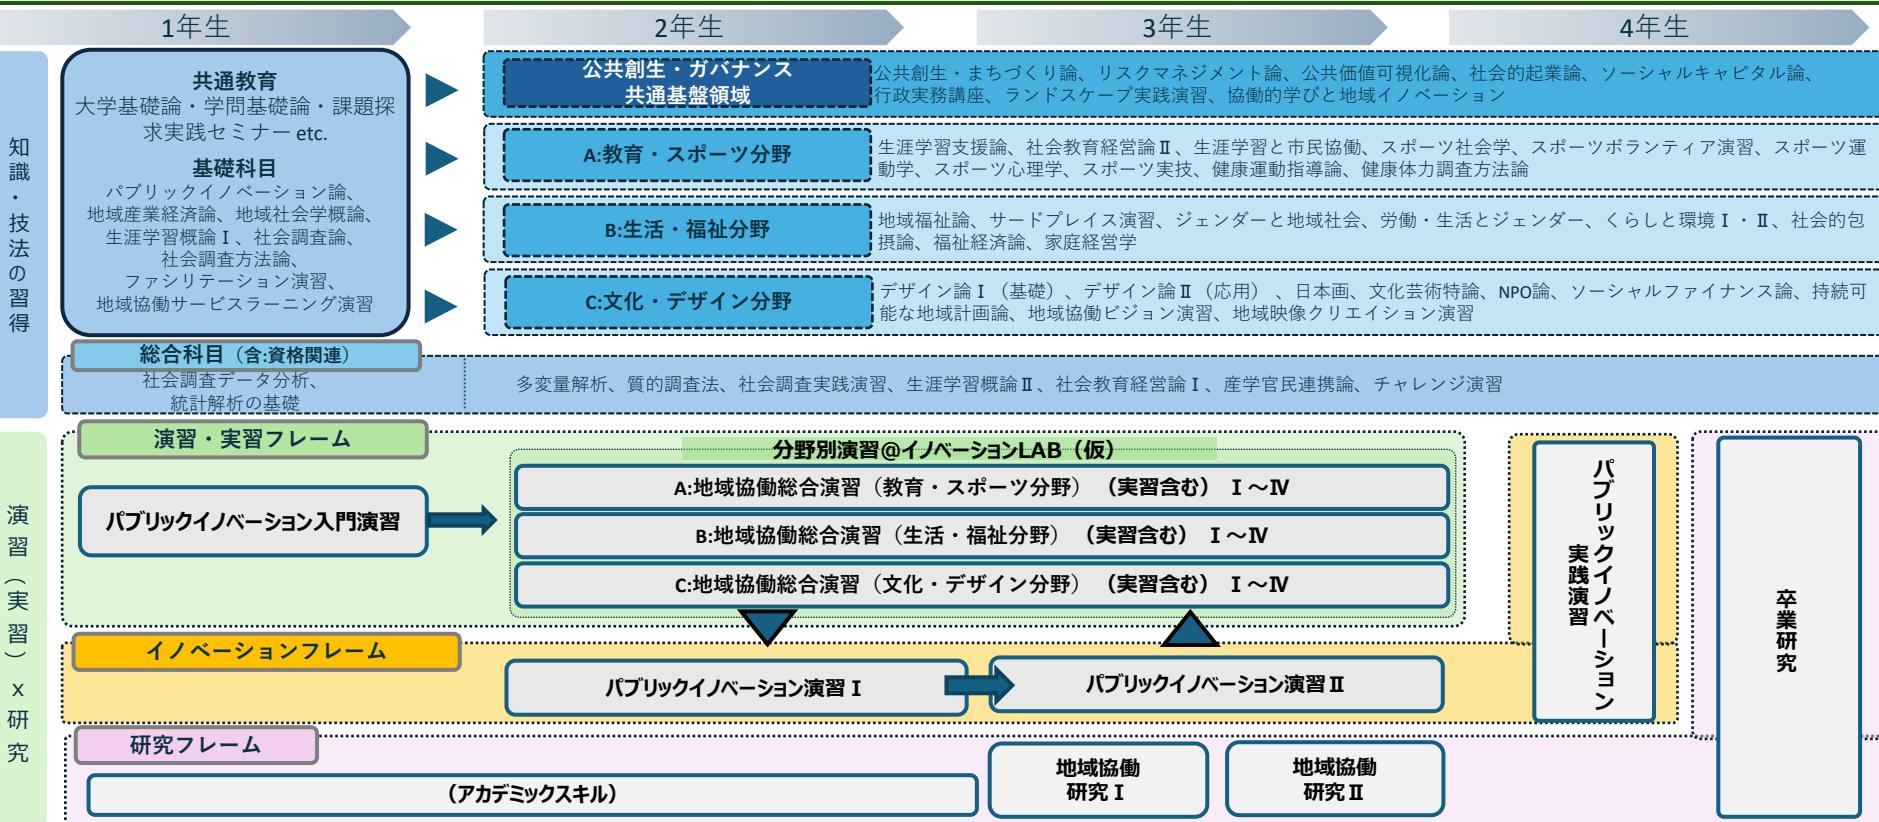 1年生
2年生
3年生
4年生
知識・技法の習得
共通教育
大学基礎論・学問基礎論・課題探
求実践セミナー etc.
基礎科目
パブリックイノベーション論、
地域産業経済論、地域社会学概論、
生涯学習概論Ⅰ、社会調査論、
社会調査方法論、
ファシリテーション演習、
地域協働サービスラーニング演習
公共創生・ガバナンス
共通基盤領域
公共創生・まちづくり論、リスクマネジメント論、公共価値可視化論、社会的起業論、ソーシャルキャピタル論、
行政実務講座、ランドスケープ実践演習、協働的学びと地域イノベーション
A:教育・スポーツ分野
生涯学習支援論、社会教育経営論Ⅱ、生涯学習と市民協働、スポーツ社会学、スポーツボランティア演習、スポーツ運
動学、スポーツ心理学、スポーツ実技、健康運動指導論、健康体力調査方法論
B:生活・福祉分野
地域福祉論、サードプレイス演習、ジェンダーと地域社会、労働・生活とジェンダー、くらしと環境Ⅰ・Ⅱ、社会的包
摂論、福祉経済論、家庭経営学
C:文化・デザイン分野
デザイン論Ⅰ（基礎）、デザイン論Ⅱ（応用）、日本画、文化芸術特論、NPO論、ソーシャルファイナンス論、持続可
能な地域計画論、地域協働ビジョン演習、地域映像クリエイション演習
総合科目（含:資格関連）
社会調査データ分析、
統計解析の基礎
多変量解析、質的調査法、社会調査実践演習、生涯学習概論Ⅱ、社会教育経営論Ⅰ、産学官民連携論、チャレンジ演習
演習（実習）x研究
演習・実習フレーム
パブリックイノベーション入門演習
分野別演習@イノベーションLAB（仮）
A:地域協働総合演習（教育・スポーツ分野）（実習含む）Ⅰ～Ⅳ
B:地域協働総合演習（生活・福祉分野）（実習含む）Ⅰ～Ⅳ
C:地域協働総合演習（文化・デザイン分野）（実習含む）Ⅰ～Ⅳ
イノベーションフレーム
パブリックイノベーション演習Ⅰ
パブリックイノベーション演習Ⅱ
パブリックイノベーション
実践演習
卒業研究
研究フレーム
（アカデミックスキル）
地域協働
研究Ⅰ
地域協働
研究Ⅱ